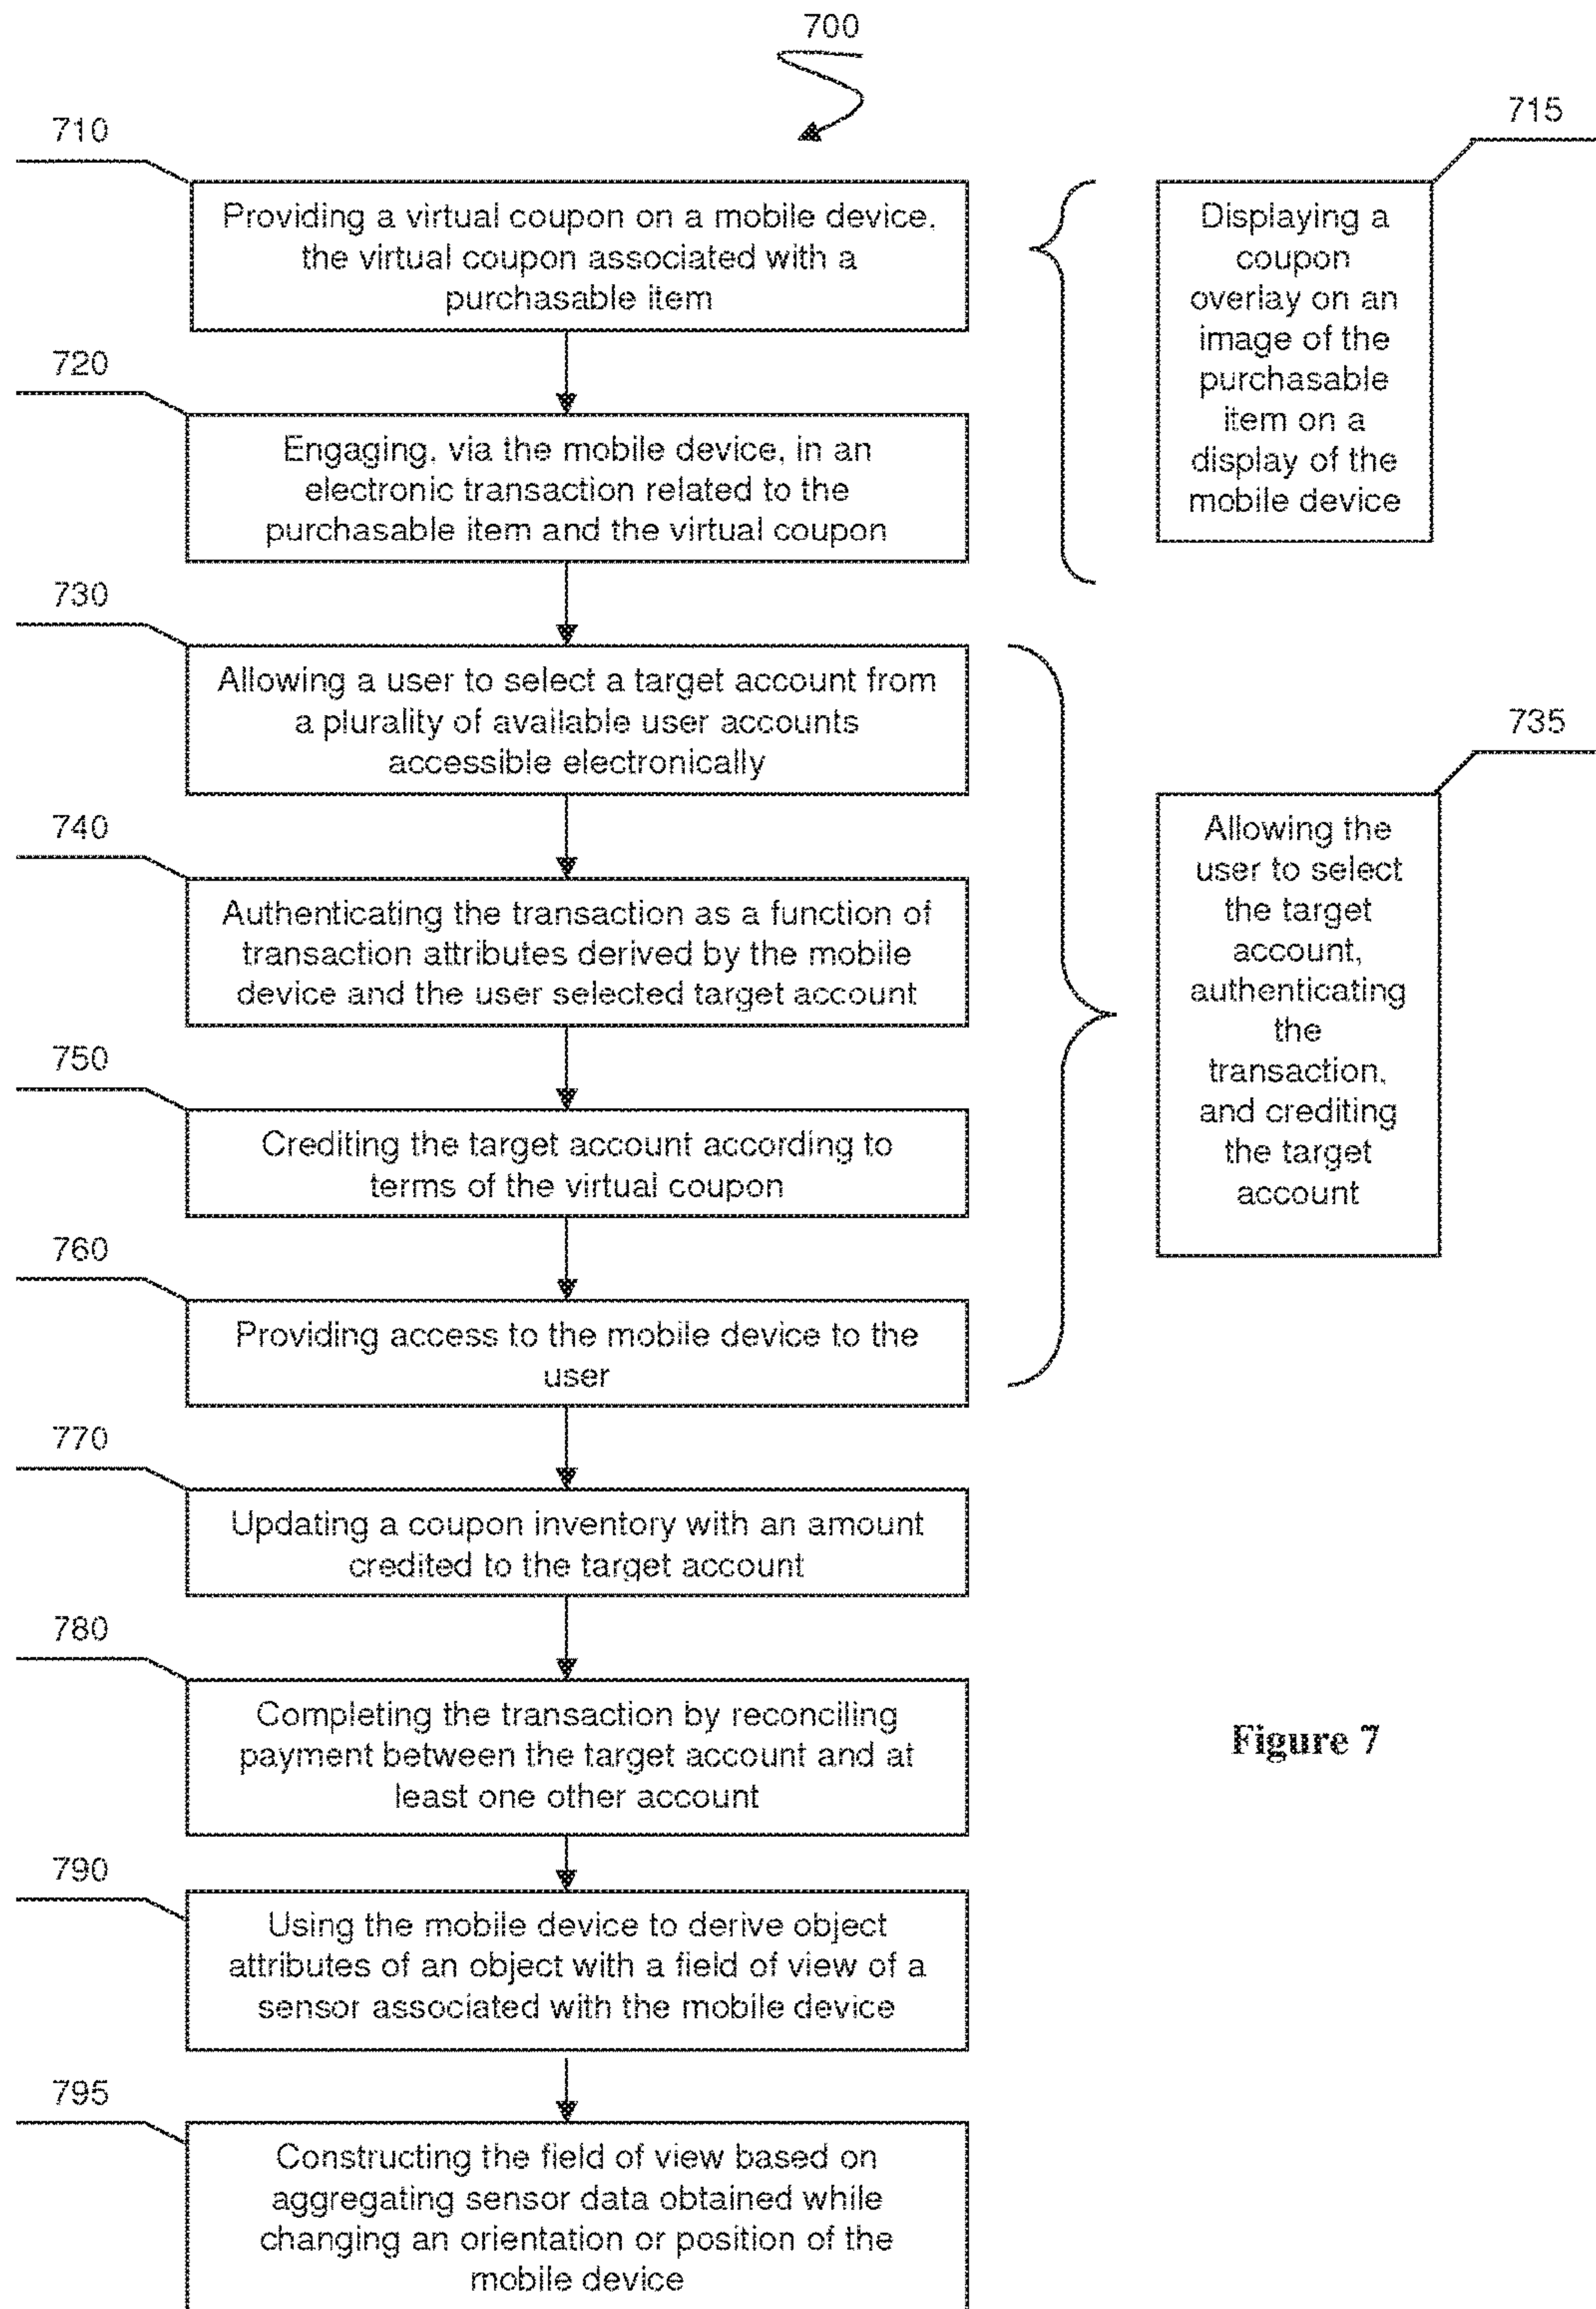 700
710
Providing a virtual coupon on a mobile device,
the virtual coupon associated with a
purchasable item
715
Displaying a
coupon
overlay on an
image of the
purchasable
item on a
display of the
mobile device
720
Engaging, via the mobile device, in an
electronic transaction related to the
purchasable item and the virtual coupon
730
Allowing a user to select a target account from
a plurality of available user accounts
accessible electronically
735
Allowing the
user to select
the target
account,
authenticating
the
transaction,
and crediting
the target
account
740
Authenticating the transaction as a function of
transaction attributes derived by the mobile
device and the user selected target account
750
Crediting the target account according to
terms of the virtual coupon
760
Providing access to the mobile device to the
user
770
Updating a coupon inventory with an amount
credited to the target account
780
Completing the transaction by reconciling
payment between the target account and at
least one other account
Figure 7
790
Using the mobile device to derive object
attributes of an object with a field of view of a
sensor associated with the mobile device
795
Constructing the field of view based on
aggregating sensor data obtained while
changing an orientation or position of the
mobile device